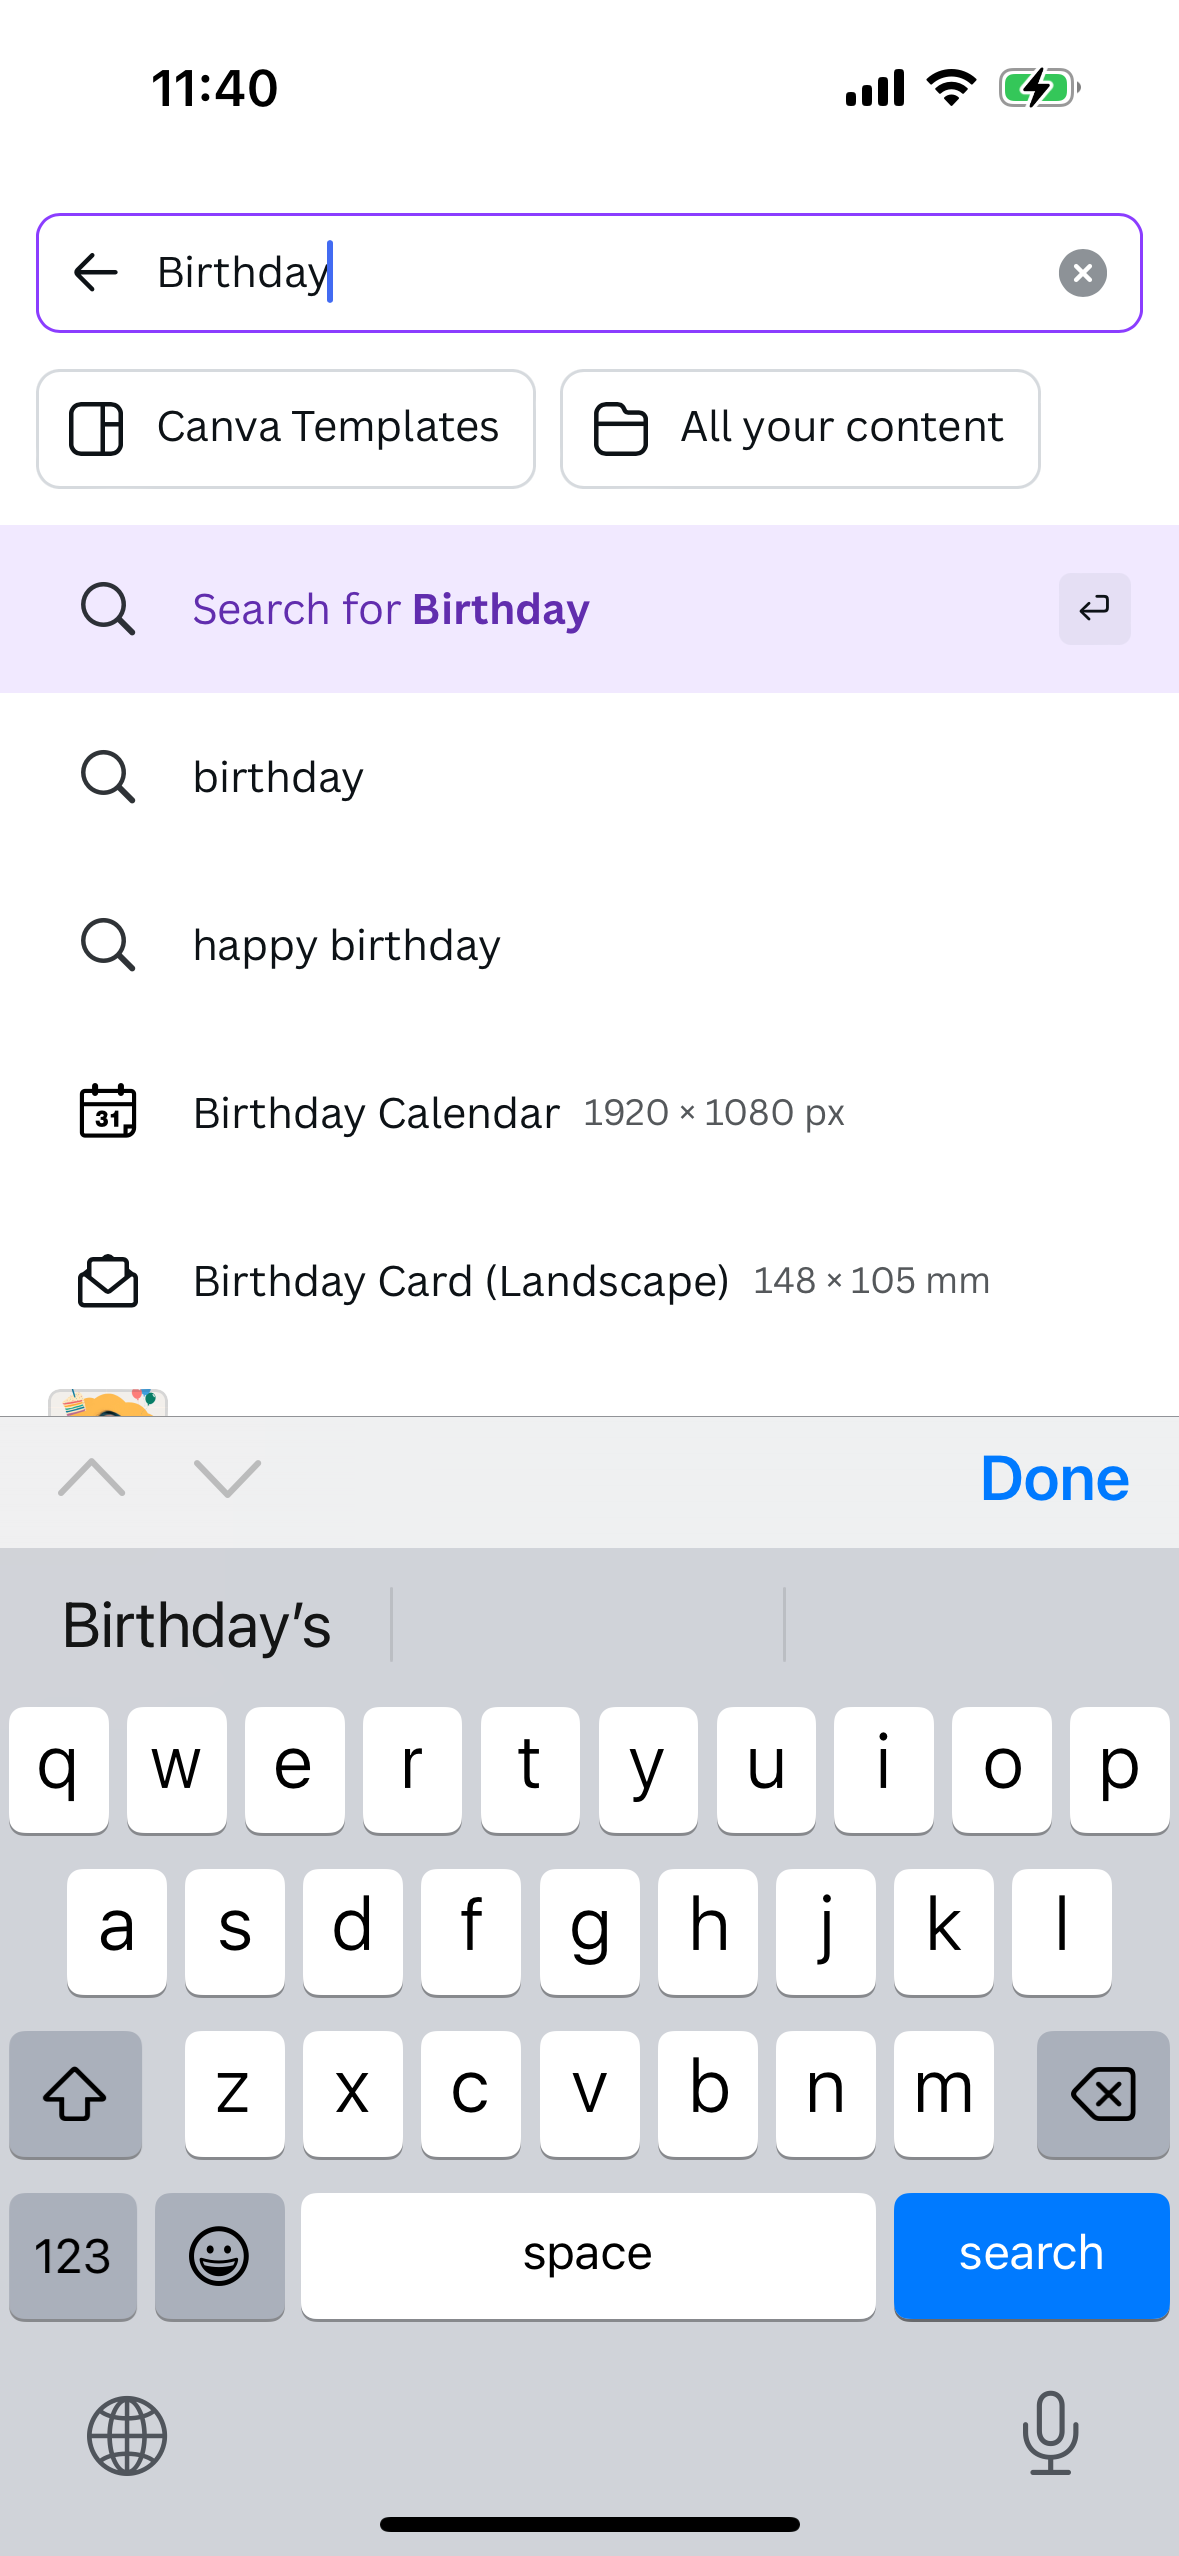 11:40
Birthday
Canva Templates
All your content
Search for Birthday
birthday
happy birthday
31
Birthday Calendar 1920 × 1080 px
Birthday Card (Landscape) 148 × 105 mm
Done
Birthday’s
q w e r t y u i o p
a s d f g h j k l
z x c v b n m
123 space search